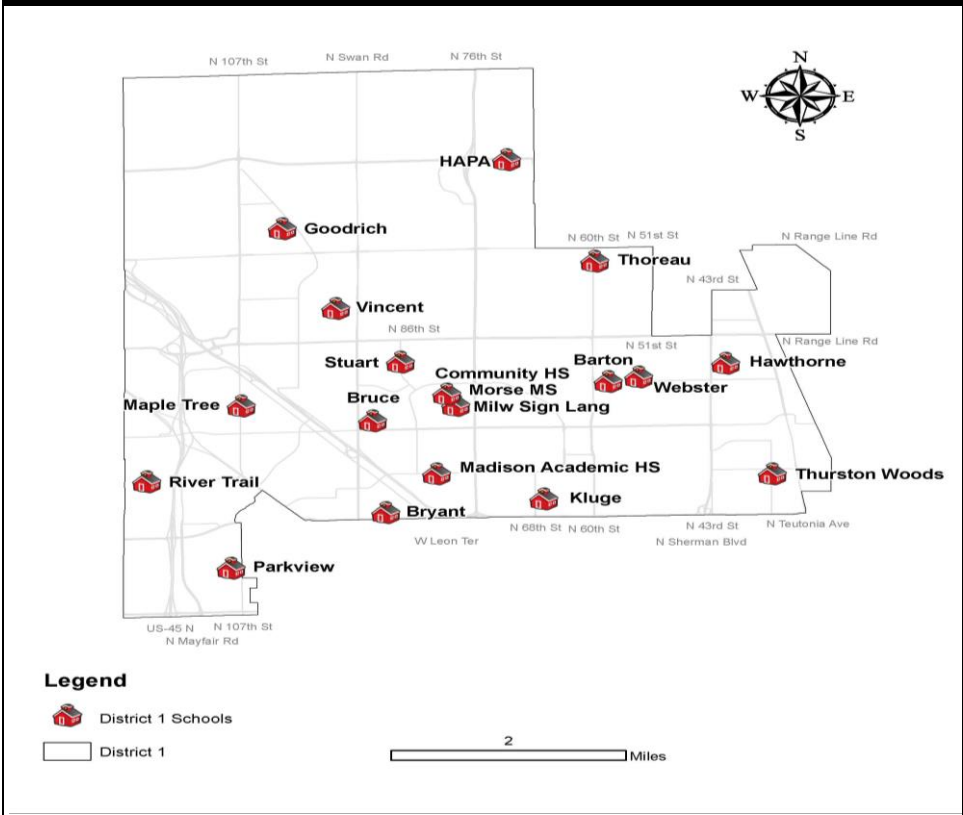 N 107th St
N Swan Rd
N 76th St
N
W
E
S
HAPA
Goodrich
N 60th St
N 51st St
N Range Line Rd
Thoreau
N 43rd St
Vincent
N 86th St
N 51st St
N Range Line Rd
Stuart
Community HS
Barton
Hawthorne
Morse MS
Webster
Milw Sign Lang
Bruce
Maple Tree
Madison Academic HS
Thurston Woods
River Trail
Kluge
Bryant
N 68th St
N 60th St
N 43rd St
N Teutonia Ave
W Leon Ter
N Sherman Blvd
Parkview
US-45 N
N 107th St
N Mayfair Rd
Legend
District 1 Schools
District 1
2
Miles